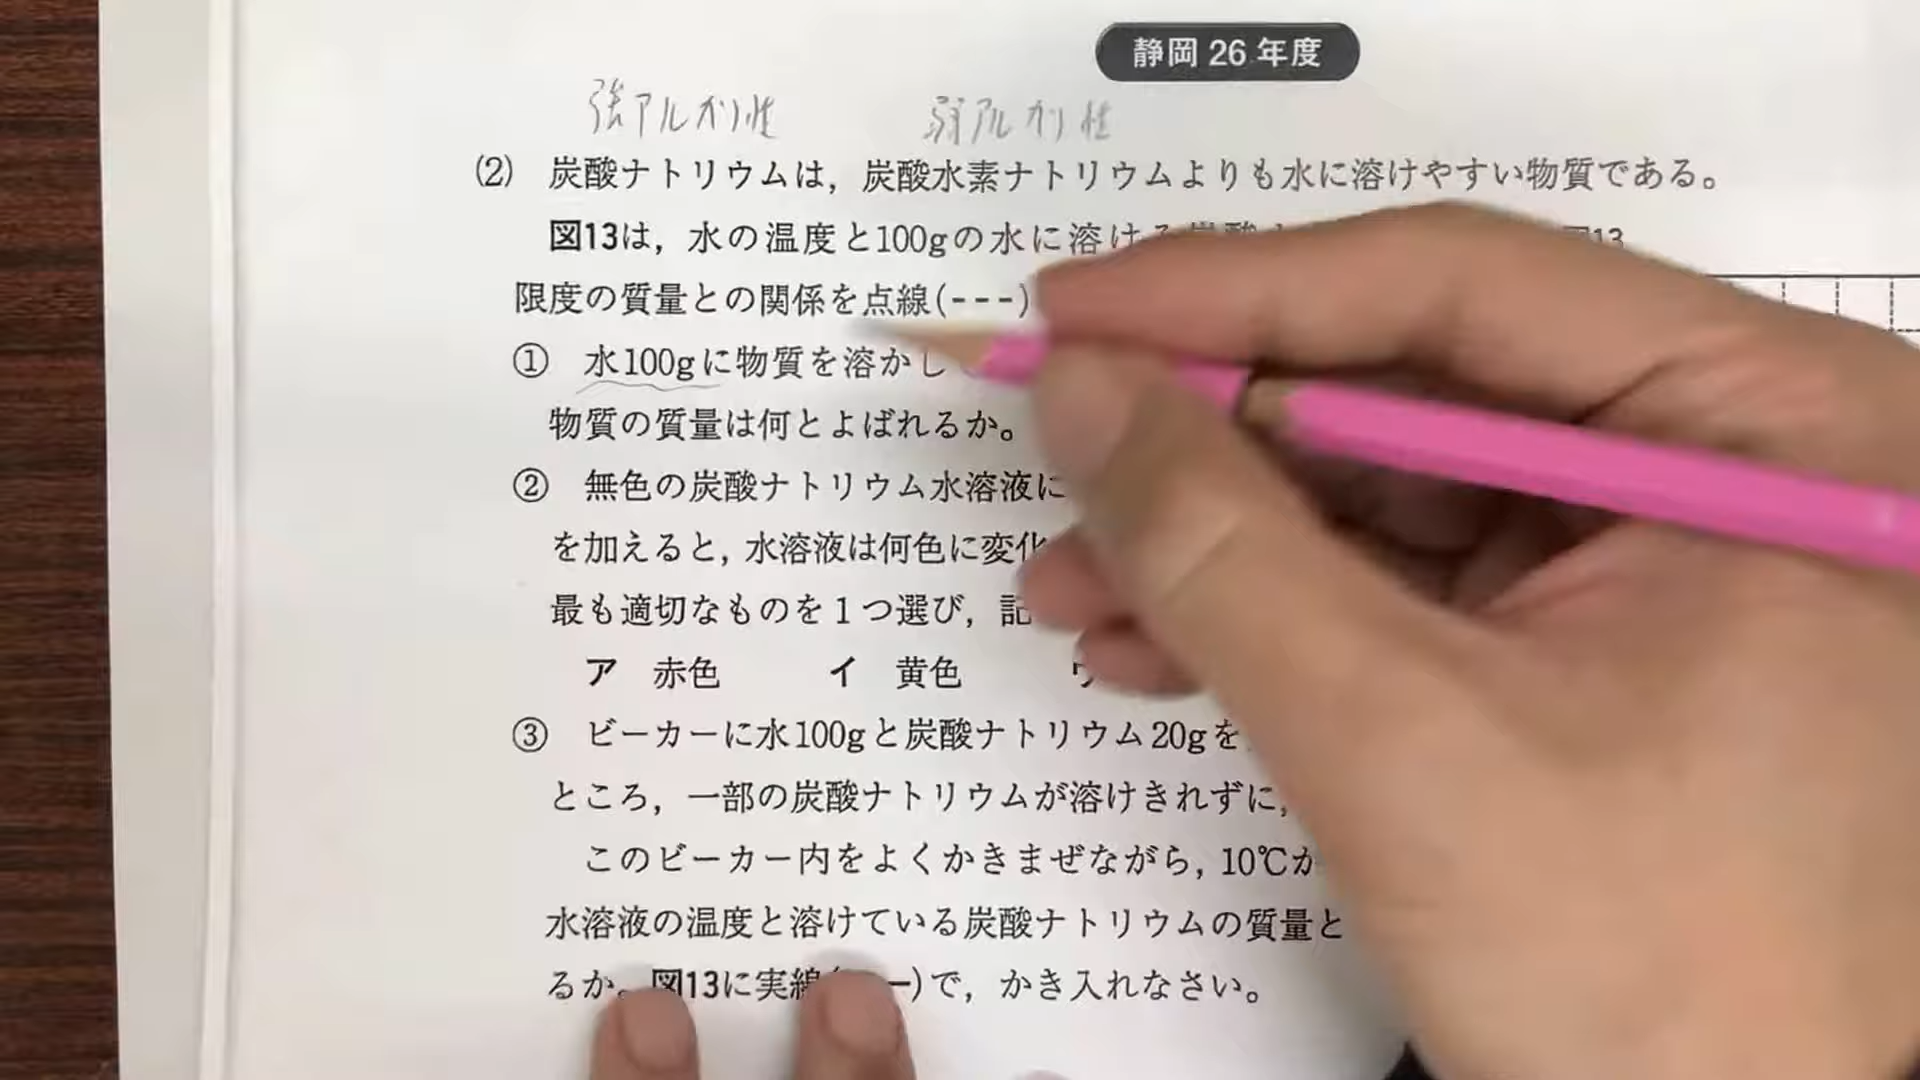 静岡 26 年度
強アルカリ性 弱アルカリ性
(2) 炭酸ナトリウムは，炭酸水素ナトリウムよりも水に溶けやすい物質である。
図13は，水の温度と100gの水に溶ける炭酸 図13
限度の質量との関係を点線(---)
① 水100gに物質を溶かし
物質の質量は何とよばれるか。
② 無色の炭酸ナトリウム水溶液に
を加えると，水溶液は何色に変化
最も適切なものを1つ選び，記
ア 赤色 イ 黄色 ウ
③ ビーカーに水100gと炭酸ナトリウム20gを
ところ，一部の炭酸ナトリウムが溶けきれずに，
このビーカー内をよくかきまぜながら，10℃か
水溶液の温度と溶けている炭酸ナトリウムの質量と
るか。図13に実線(―)で，かき入れなさい。